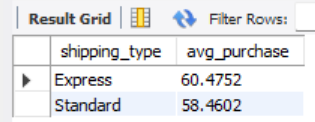 Result Grid Filter Rows:
shipping_type avg_purchase
Express 60.4752
Standard 58.4602